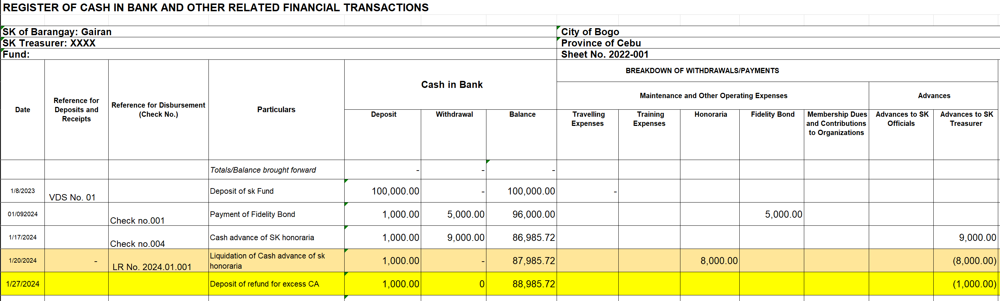 REGISTER OF CASH IN BANK AND OTHER RELATED FINANCIAL TRANSACTIONS
SK of Barangay: Gairan City of Bogo
SK Treasurer: XXXX Province of Cebu
Fund: Sheet No. 2022-001
Date
Reference for
Deposits and
Receipts
Reference for Disbursement
(Check No.)
Particulars
Cash in Bank
Deposit Withdrawal Balance
BREAKDOWN OF WITHDRAWALS/PAYMENTS
Maintenance and Other Operating Expenses
Advances
Travelling
Expenses
Training
Expenses
Honoraria
Fidelity Bond
Membership Dues
and Contributions
to Organizations
Advances to SK
Officials
Advances to SK
Treasurer
Totals/Balance brought forward - - -
1/8/2023 VDS No. 01 Deposit of sk Fund 100,000.00 - 100,000.00 -
01/092024 Check no.001 Payment of Fidelity Bond 1,000.00 5,000.00 96,000.00 5,000.00
1/17/2024 Check no.004 Cash advance of SK honoraria 1,000.00 9,000.00 86,985.72 9,000.00
1/20/2024 - LR No. 2024.01.001 Liquidation of Cash advance of sk
honoraria 1,000.00 - 87,985.72 8,000.00 (8,000.00)
1/27/2024 Deposit of refund for excess CA 1,000.00 0 88,985.72 (1,000.00)